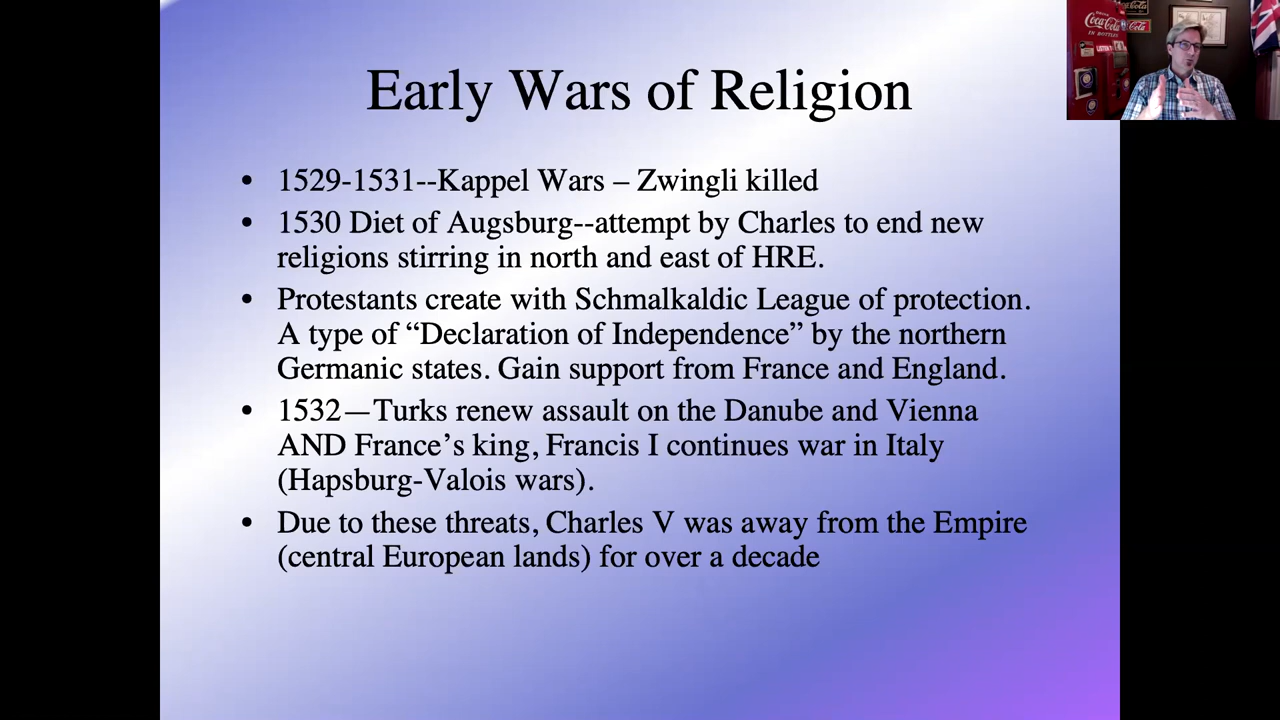 Early Wars of Religion
• 1529-1531--Kappel Wars – Zwingli killed
• 1530 Diet of Augsburg--attempt by Charles to end new
religions stirring in north and east of HRE.
• Protestants create with Schmalkaldic League of protection.
A type of “Declaration of Independence” by the northern
Germanic states. Gain support from France and England.
• 1532—Turks renew assault on the Danube and Vienna
AND France’s king, Francis I continues war in Italy
(Hapsburg-Valois wars).
• Due to these threats, Charles V was away from the Empire
(central European lands) for over a decade
Coca-Cola
IN BOTTLES